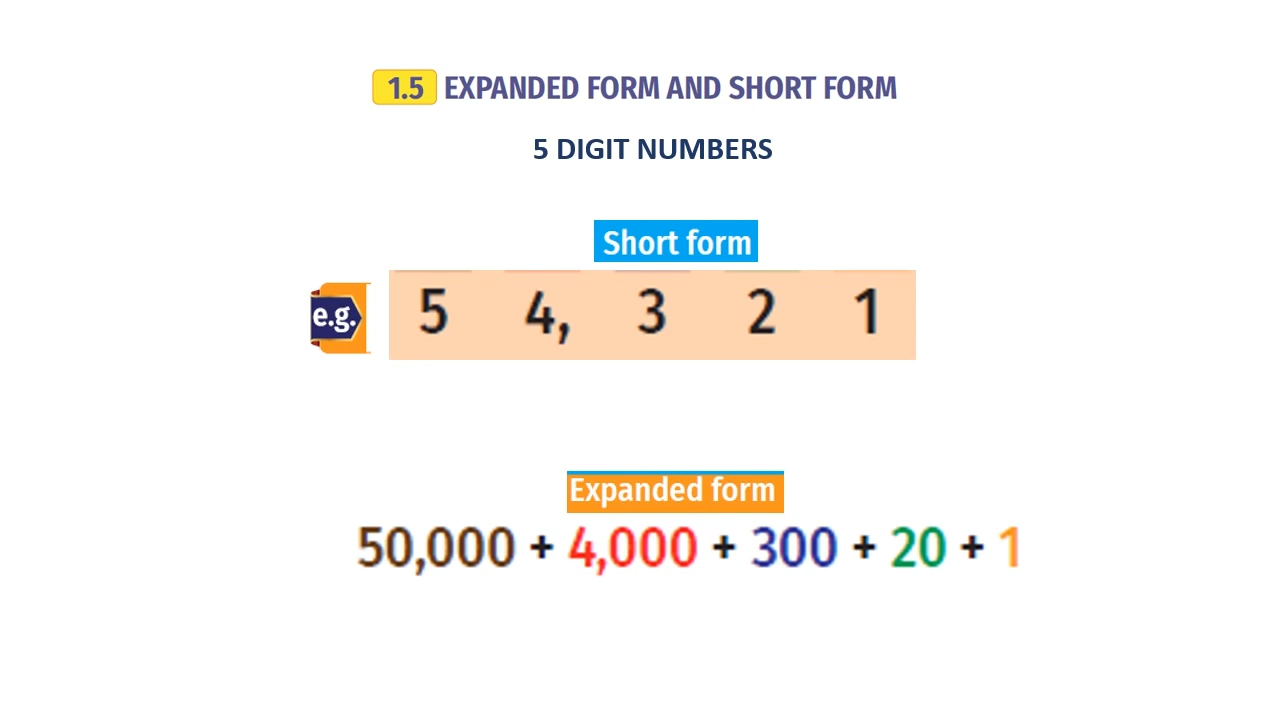 1.5 EXPANDED FORM AND SHORT FORM
5 DIGIT NUMBERS
Short form
e.g. 5 4, 3 2 1
Expanded form
50,000 + 4,000 + 300 + 20 + 1